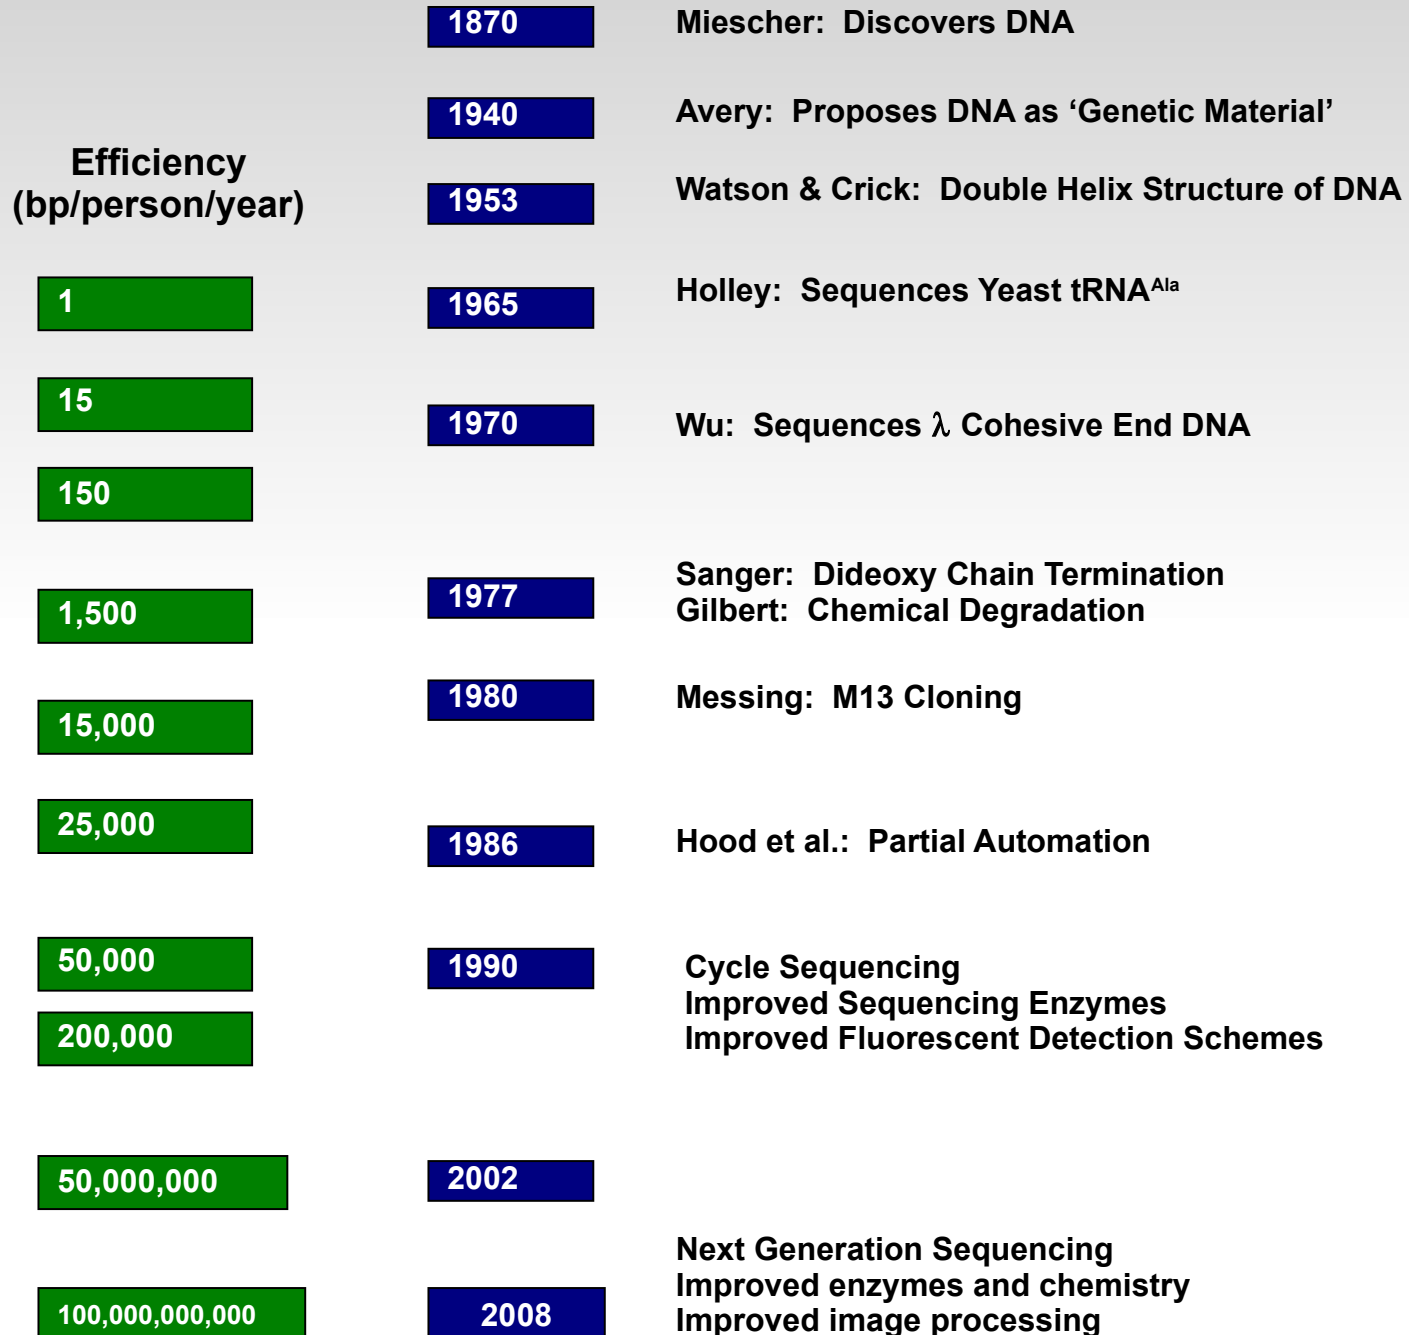 1870 Miescher:  Discovers DNA
1940 Avery:  Proposes DNA as ‘Genetic Material’
Efficiency
(bp/person/year)
1953 Watson & Crick:  Double Helix Structure of DNA
1 1965 Holley:  Sequences Yeast tRNAAla
15 1970 Wu:  Sequences λ Cohesive End DNA
150
Sanger:  Dideoxy Chain Termination
1,500 1977 Gilbert:  Chemical Degradation
15,000 1980 Messing:  M13 Cloning
25,000 1986 Hood et al.:  Partial Automation
50,000 1990 Cycle Sequencing
Improved Sequencing Enzymes
200,000 Improved Fluorescent Detection Schemes
50,000,000 2002
Next Generation Sequencing
Improved enzymes and chemistry
100,000,000,000 2008 Improved image processing